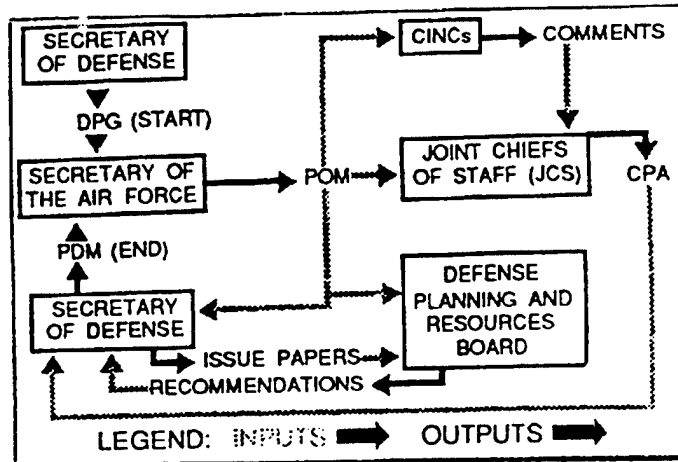 SECRETARY
OF DEFENSE
DPG (START)
SECRETARY OF
THE AIR FORCE
PDM (END)
SECRETARY
OF DEFENSE
POM
CINCs
COMMENTS
JOINT CHIEFS
OF STAFF (JCS)
CPA
DEFENSE
PLANNING AND
RESOURCES
BOARD
ISSUE PAPERS
RECOMMENDATIONS
LEGEND: INPUTS OUTPUTS